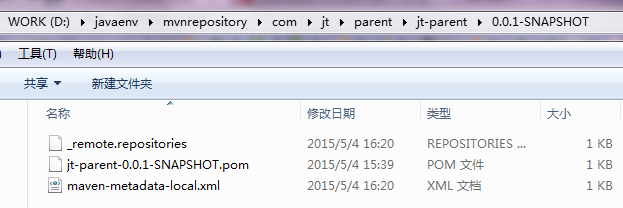 WORK (D:) ▸ javaenv ▸ mvnrepository ▸ com ▸ jt ▸ parent ▸ jt-parent ▸ 0.0.1-SNAPSHOT
工具(T) 帮助(H)
共享 新建文件夹
名称 修改日期 类型 大小
_remote.repositories 2015/5/4 16:20 REPOSITORIES ... 1 KB
jt-parent-0.0.1-SNAPSHOT.pom 2015/5/4 15:39 POM 文件 1 KB
maven-metadata-local.xml 2015/5/4 16:20 XML 文档 1 KB